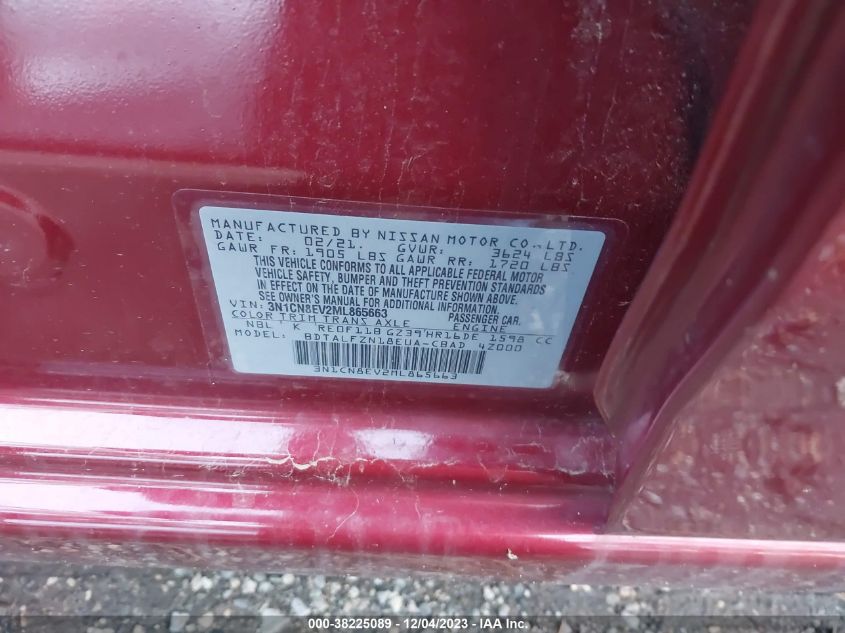 MANUFACTURED BY NISSAN MOTOR CO.,LTD.
DATE: 02/21. GVWR: 3624 LBS
GAWR FR: 1905 LBS GAWR RR: 1720 LBS
THIS VEHICLE CONFORMS TO ALL APPLICABLE FEDERAL MOTOR
VEHICLE SAFETY, BUMPER AND THEFT PREVENTION STANDARDS
IN EFFECT ON THE DATE OF MANUFACTURE SHOWN ABOVE.
SEE OWNER'S MANUAL FOR ADDITIONAL INFORMATION.
VIN: 3N1CN8EV2ML865663 PASSENGER CAR.
COLOR TRIM TRANS AXLE ENGINE
NBL K RE0F11B GZ39 HR16DE 1598 CC
MODEL: BDTALFZN18EUA-CBAD 4Z000
3N1CN8EV2ML865663
000-38225089 - 12/04/2023 - I.... Inc.